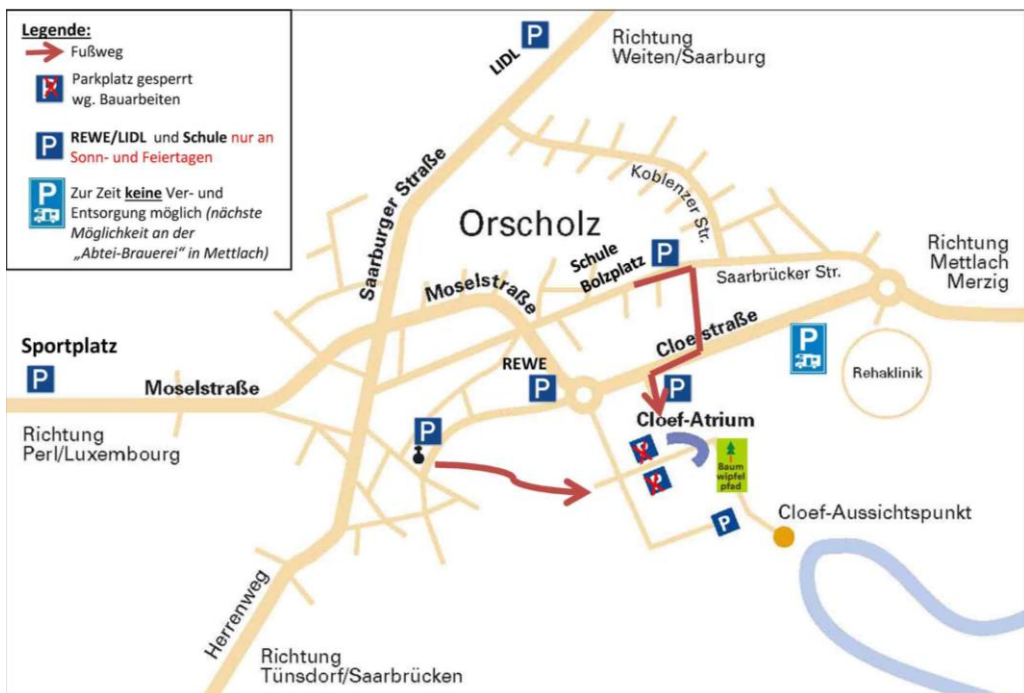 Legende:
Fußweg
Parkplatz gesperrt
wg. Bauarbeiten
P
P
REWE/LIDL und Schule nur an
Sonn- und Feiertagen
P
Zur Zeit keine Ver- und
Entsorgung möglich (nächste
Möglichkeit an der
„Abtei-Brauerei“ in Mettlach)
P
LIDL
Richtung
Weiten/Saarburg
Saarburger Straße
Koblenzer Str.
Orscholz
Schule
Bolzplatz
P
Saarbrücker Str.
Richtung
Mettlach
Merzig
Moselstraße
Cloefstraße
P
Rehaklinik
Sportplatz
P
Moselstraße
REWE
P
P
Cloef-Atrium
Richtung
Perl/Luxembourg
P
P
P
Baum
wipfel
pfad
P
Cloef-Aussichtspunkt
Herrenweg
Richtung
Tünsdorf/Saarbrücken